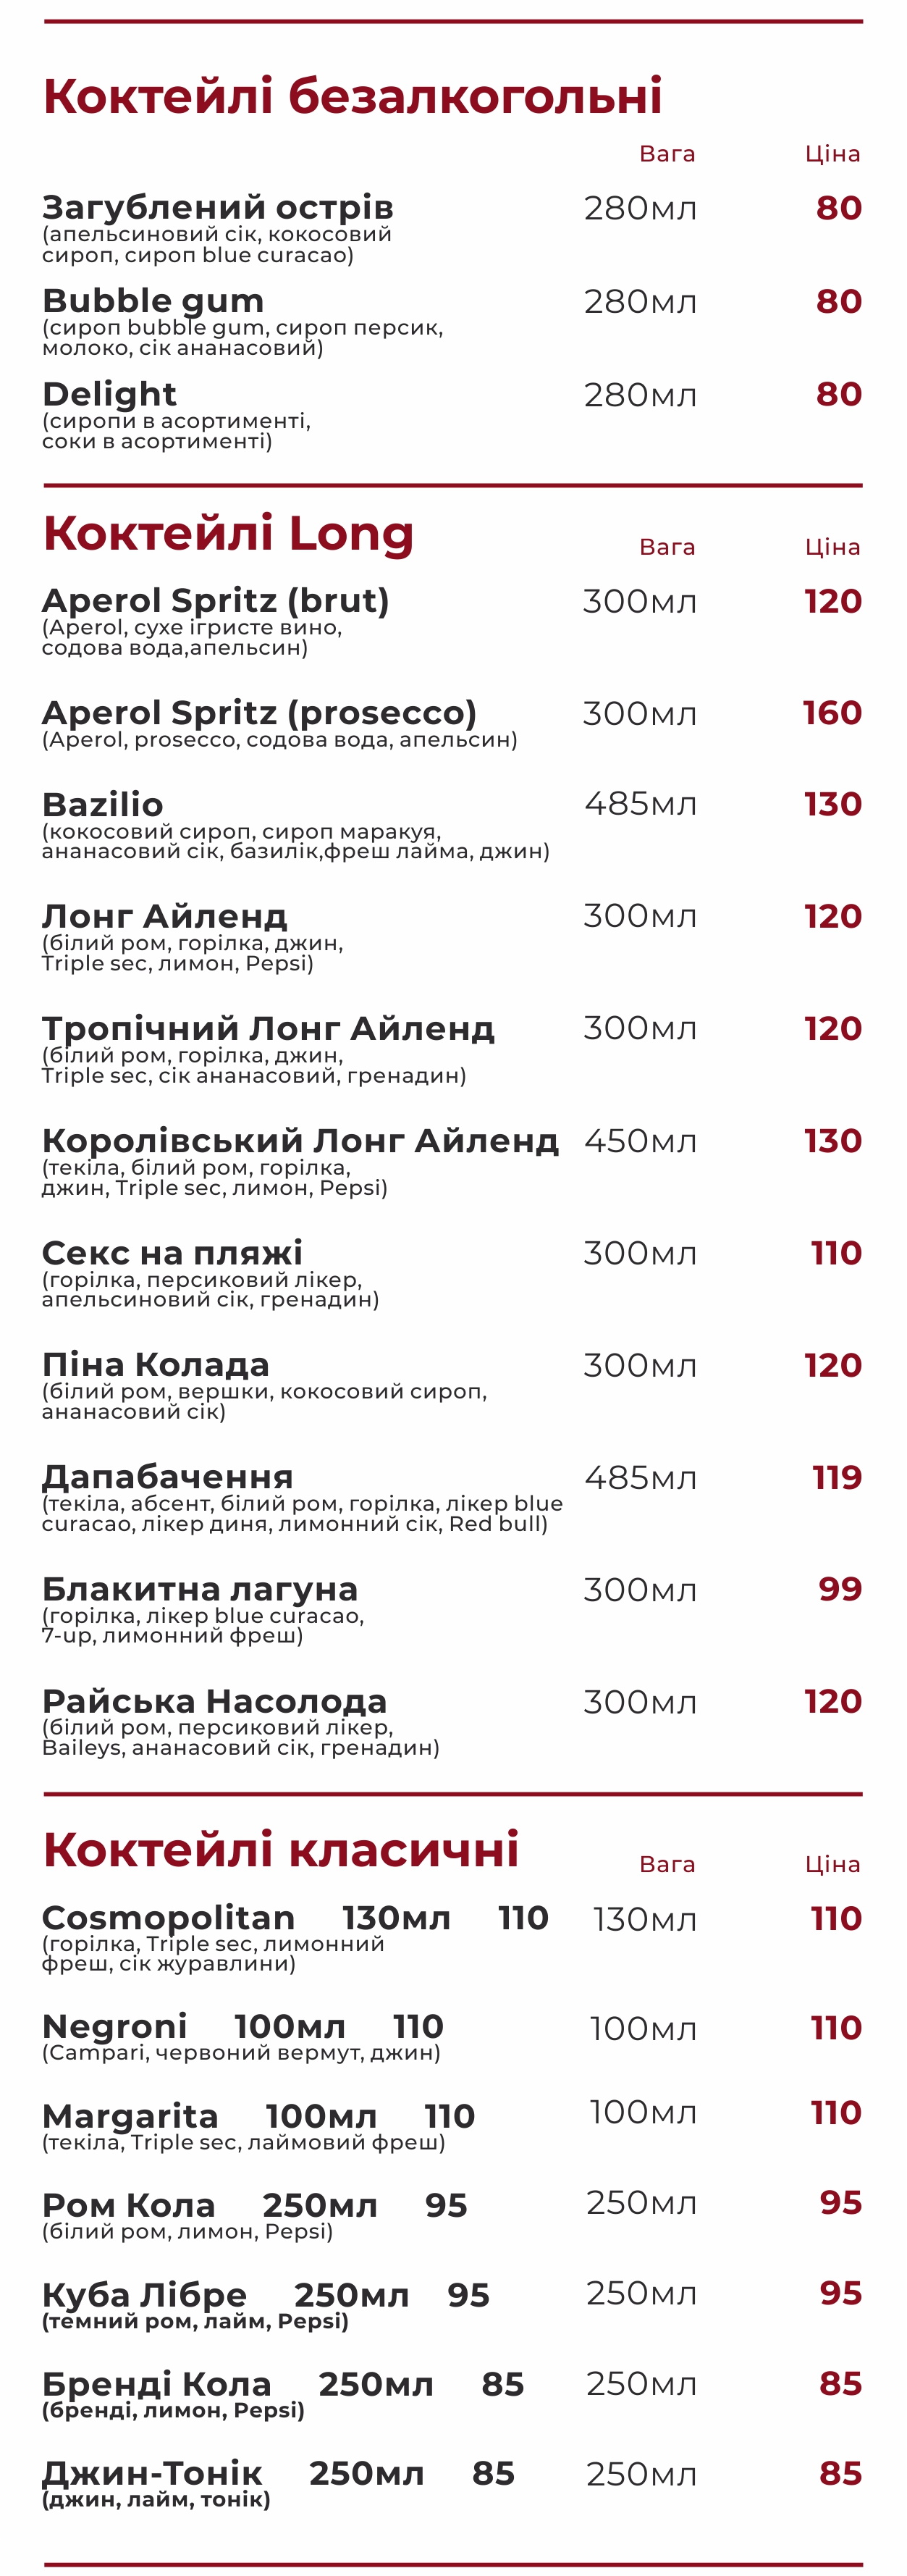 Коктейлі безалкогольні
Вага Ціна
Загублений острів 280мл 80
(апельсиновий сік, кокосовий
сироп, сироп blue curacao)
Bubble gum 280мл 80
(сироп bubble gum, сироп персик,
молоко, сік ананасовий)
Delight 280мл 80
(сиропи в асортименті,
соки в асортименті)
Коктейлі Long Вага Ціна
Aperol Spritz (brut) 300мл 120
(Aperol, сухе ігристе вино,
содова вода,апельсин)
Aperol Spritz (prosecco) 300мл 160
(Aperol, prosecco, содова вода, апельсин)
Bazilio 485мл 130
(кокосовий сироп, сироп маракуя,
ананасовий сік, базилік,фреш лайма, джин)
Лонг Айленд 300мл 120
(білий ром, горілка, джин,
Triple sec, лимон, Pepsi)
Тропічний Лонг Айленд 300мл 120
(білий ром, горілка, джин,
Triple sec, сік ананасовий, гренадин)
Королівський Лонг Айленд 450мл 130
(текіла, білий ром, горілка,
джин, Triple sec, лимон, Pepsi)
Секс на пляжі 300мл 110
(горілка, персиковий лікер,
апельсиновий сік, гренадин)
Піна Колада 300мл 120
(білий ром, вершки, кокосовий сироп,
ананасовий сік)
Дапабачення 485мл 119
(текіла, абсент, білий ром, горілка, лікер blue
curacao, лікер диня, лимонний сік, Red bull)
Блакитна лагуна 300мл 99
(горілка, лікер blue curacao,
7-up, лимонний фреш)
Райська Насолода 300мл 120
(білий ром, персиковий лікер,
Baileys, ананасовий сік, гренадин)
Коктейлі класичні Вага Ціна
Cosmopolitan 130мл 110 130мл 110
(горілка, Triple sec, лимонний
фреш, сік журавлини)
Negroni 100мл 110 100мл 110
(Campari, червоний вермут, джин)
Margarita 100мл 110 100мл 110
(текіла, Triple sec, лаймовий фреш)
Ром Кола 250мл 95 250мл 95
(білий ром, лимон, Pepsi)
Куба Лібре 250мл 95 250мл 95
(темний ром, лайм, Pepsi)
Бренді Кола 250мл 85 250мл 85
(бренді, лимон, Pepsi)
Джин-Тонік 250мл 85 250мл 85
(джин, лайм, тонік)